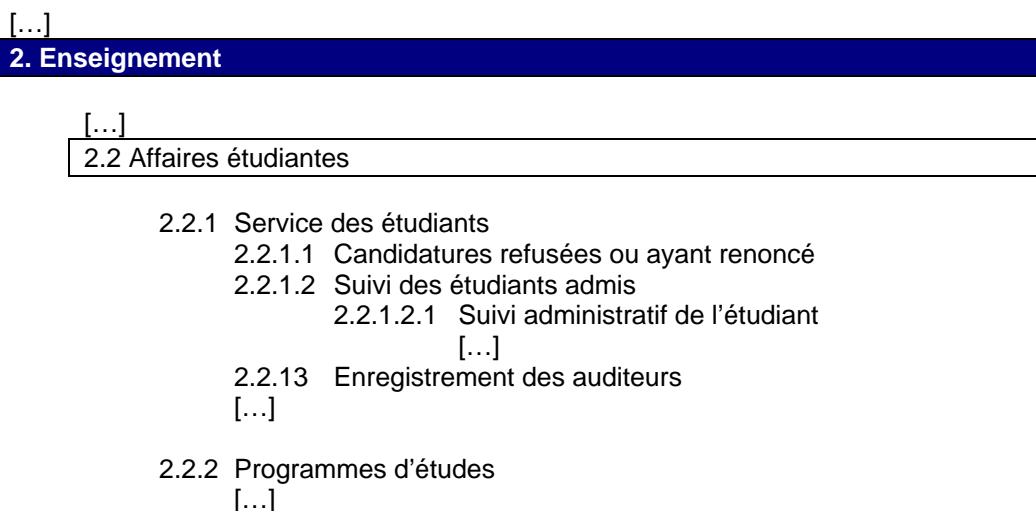 […]
2. Enseignement
[…]
2.2 Affaires étudiantes
2.2.1 Service des étudiants
2.2.1.1 Candidatures refusées ou ayant renoncé
2.2.1.2 Suivi des étudiants admis
2.2.1.2.1 Suivi administratif de l’étudiant
[…]
2.2.13 Enregistrement des auditeurs
[…]
2.2.2 Programmes d’études
[…]